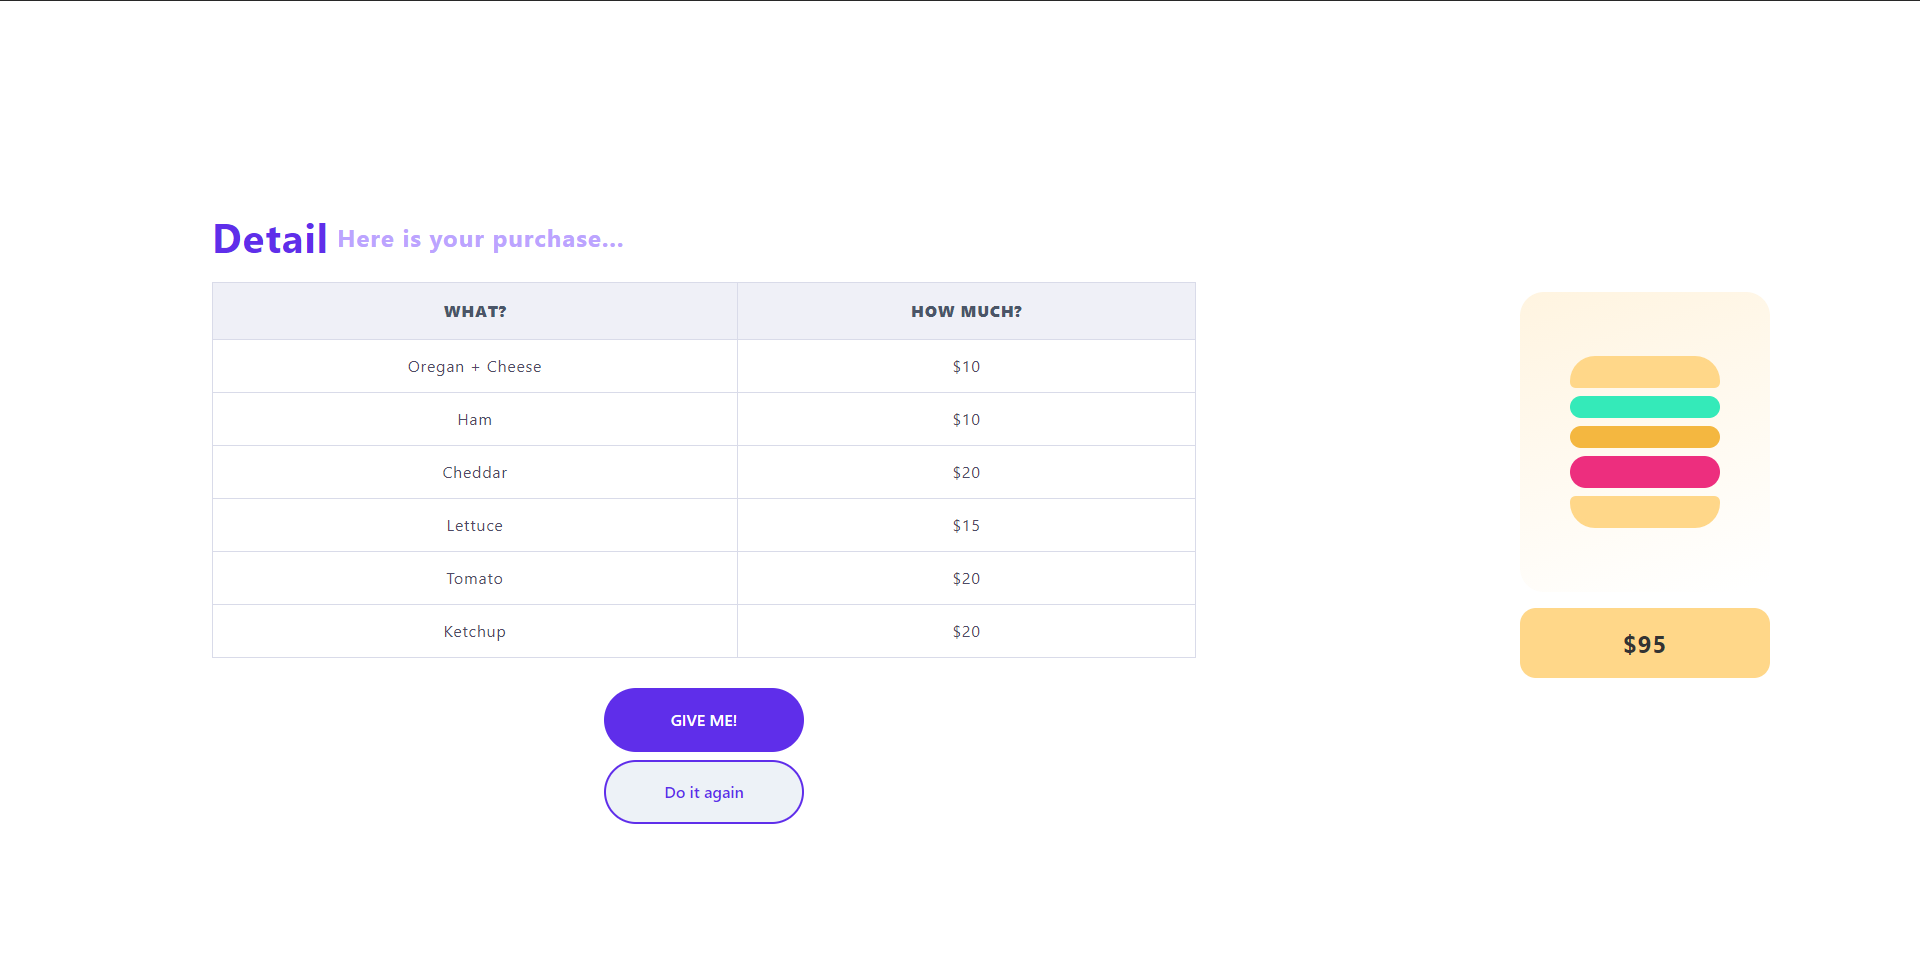 Detail Here is your purchase...
WHAT? HOW MUCH?
Oregan + Cheese $10
Ham $10
Cheddar $20
Lettuce $15
Tomato $20
Ketchup $20
GIVE ME!
Do it again
$95